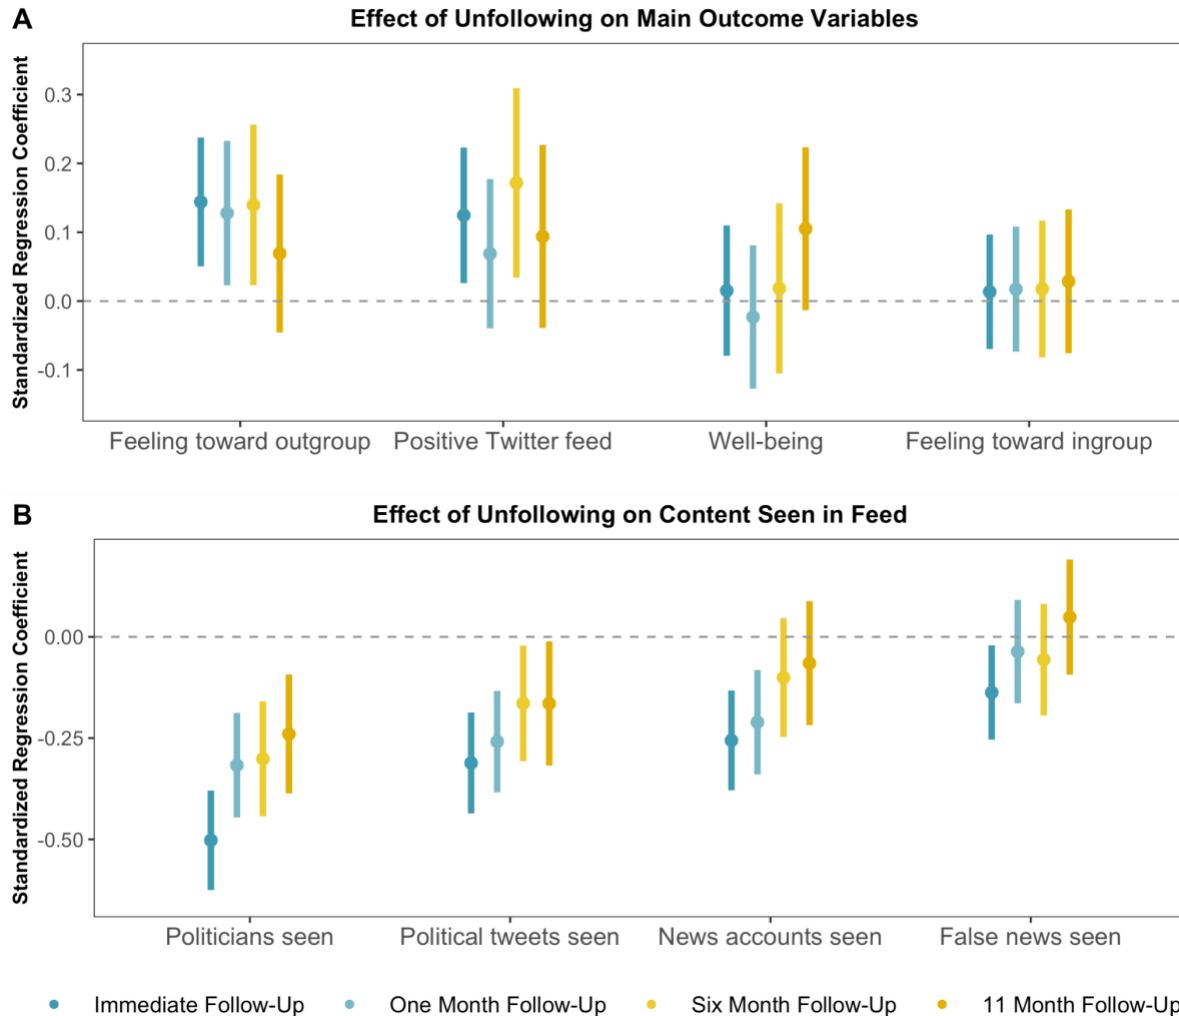 A
Effect of Unfollowing on Main Outcome Variables
Standardized Regression Coefficient
0.3
0.2
0.1
0.0
-0.1
Feeling toward outgroup Positive Twitter feed Well-being Feeling toward ingroup
B
Effect of Unfollowing on Content Seen in Feed
Standardized Regression Coefficient
0.00
-0.25
-0.50
Politicians seen Political tweets seen News accounts seen False news seen
Immediate Follow-Up One Month Follow-Up Six Month Follow-Up 11 Month Follow-Up